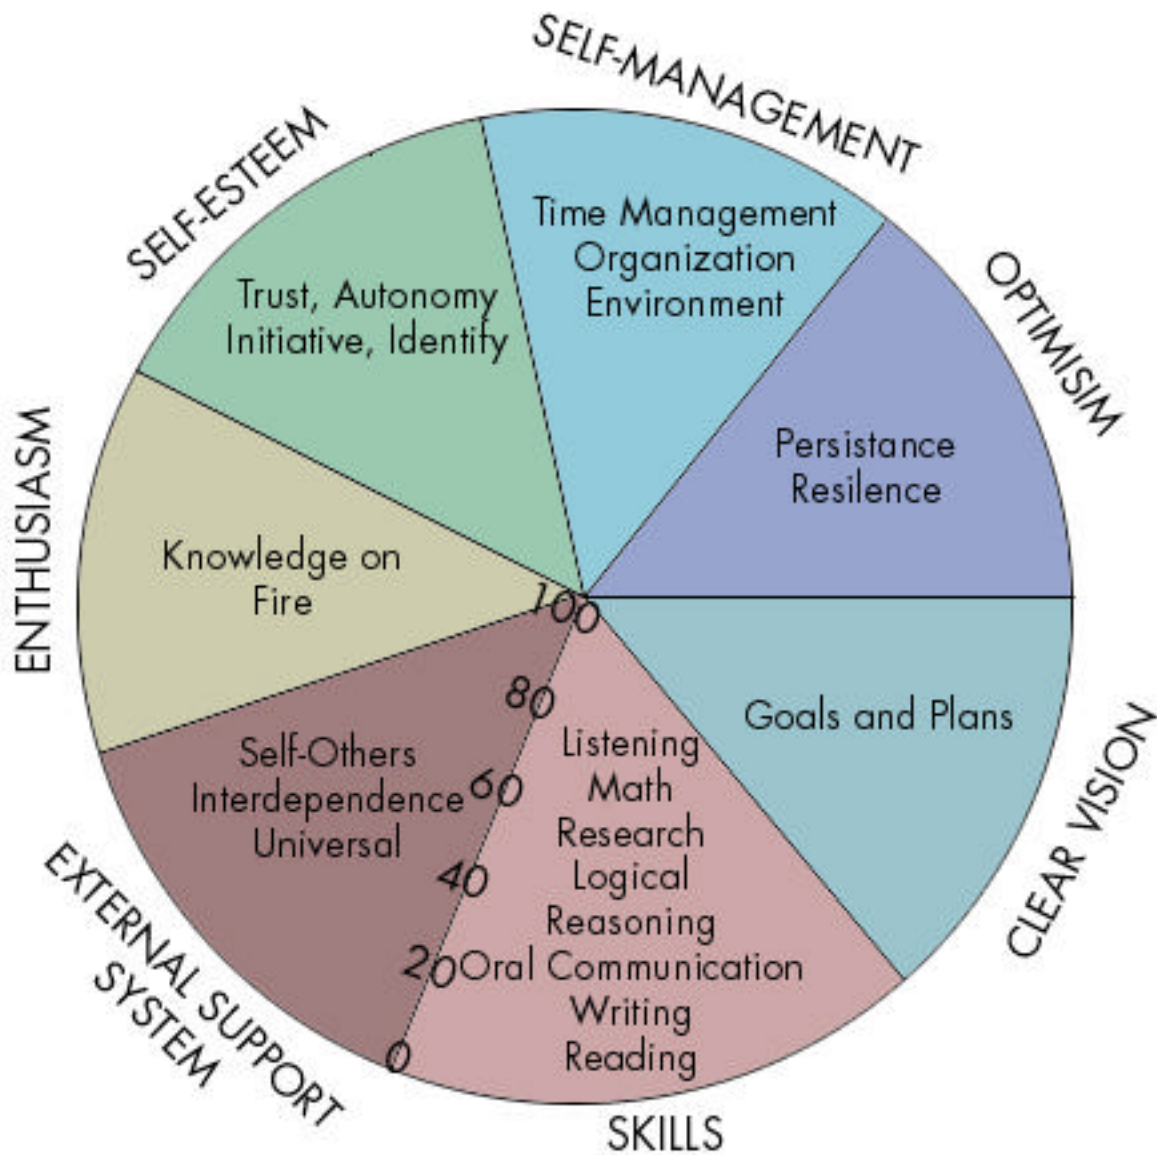 SELF-MANAGEMENT
Time Management
Organization
Environment
OPTIMISIM
Persistance
Resilence
CLEAR VISION
Goals and Plans
SKILLS
Listening
Math
Research
Logical
Reasoning
Oral Communication
Writing
Reading
EXTERNAL SUPPORT
SYSTEM
Self-Others
Interdependence
Universal
ENTHUSIASM
Knowledge on
Fire
SELF-ESTEEM
Trust, Autonomy
Initiative, Identify
100
80
60
40
20
0